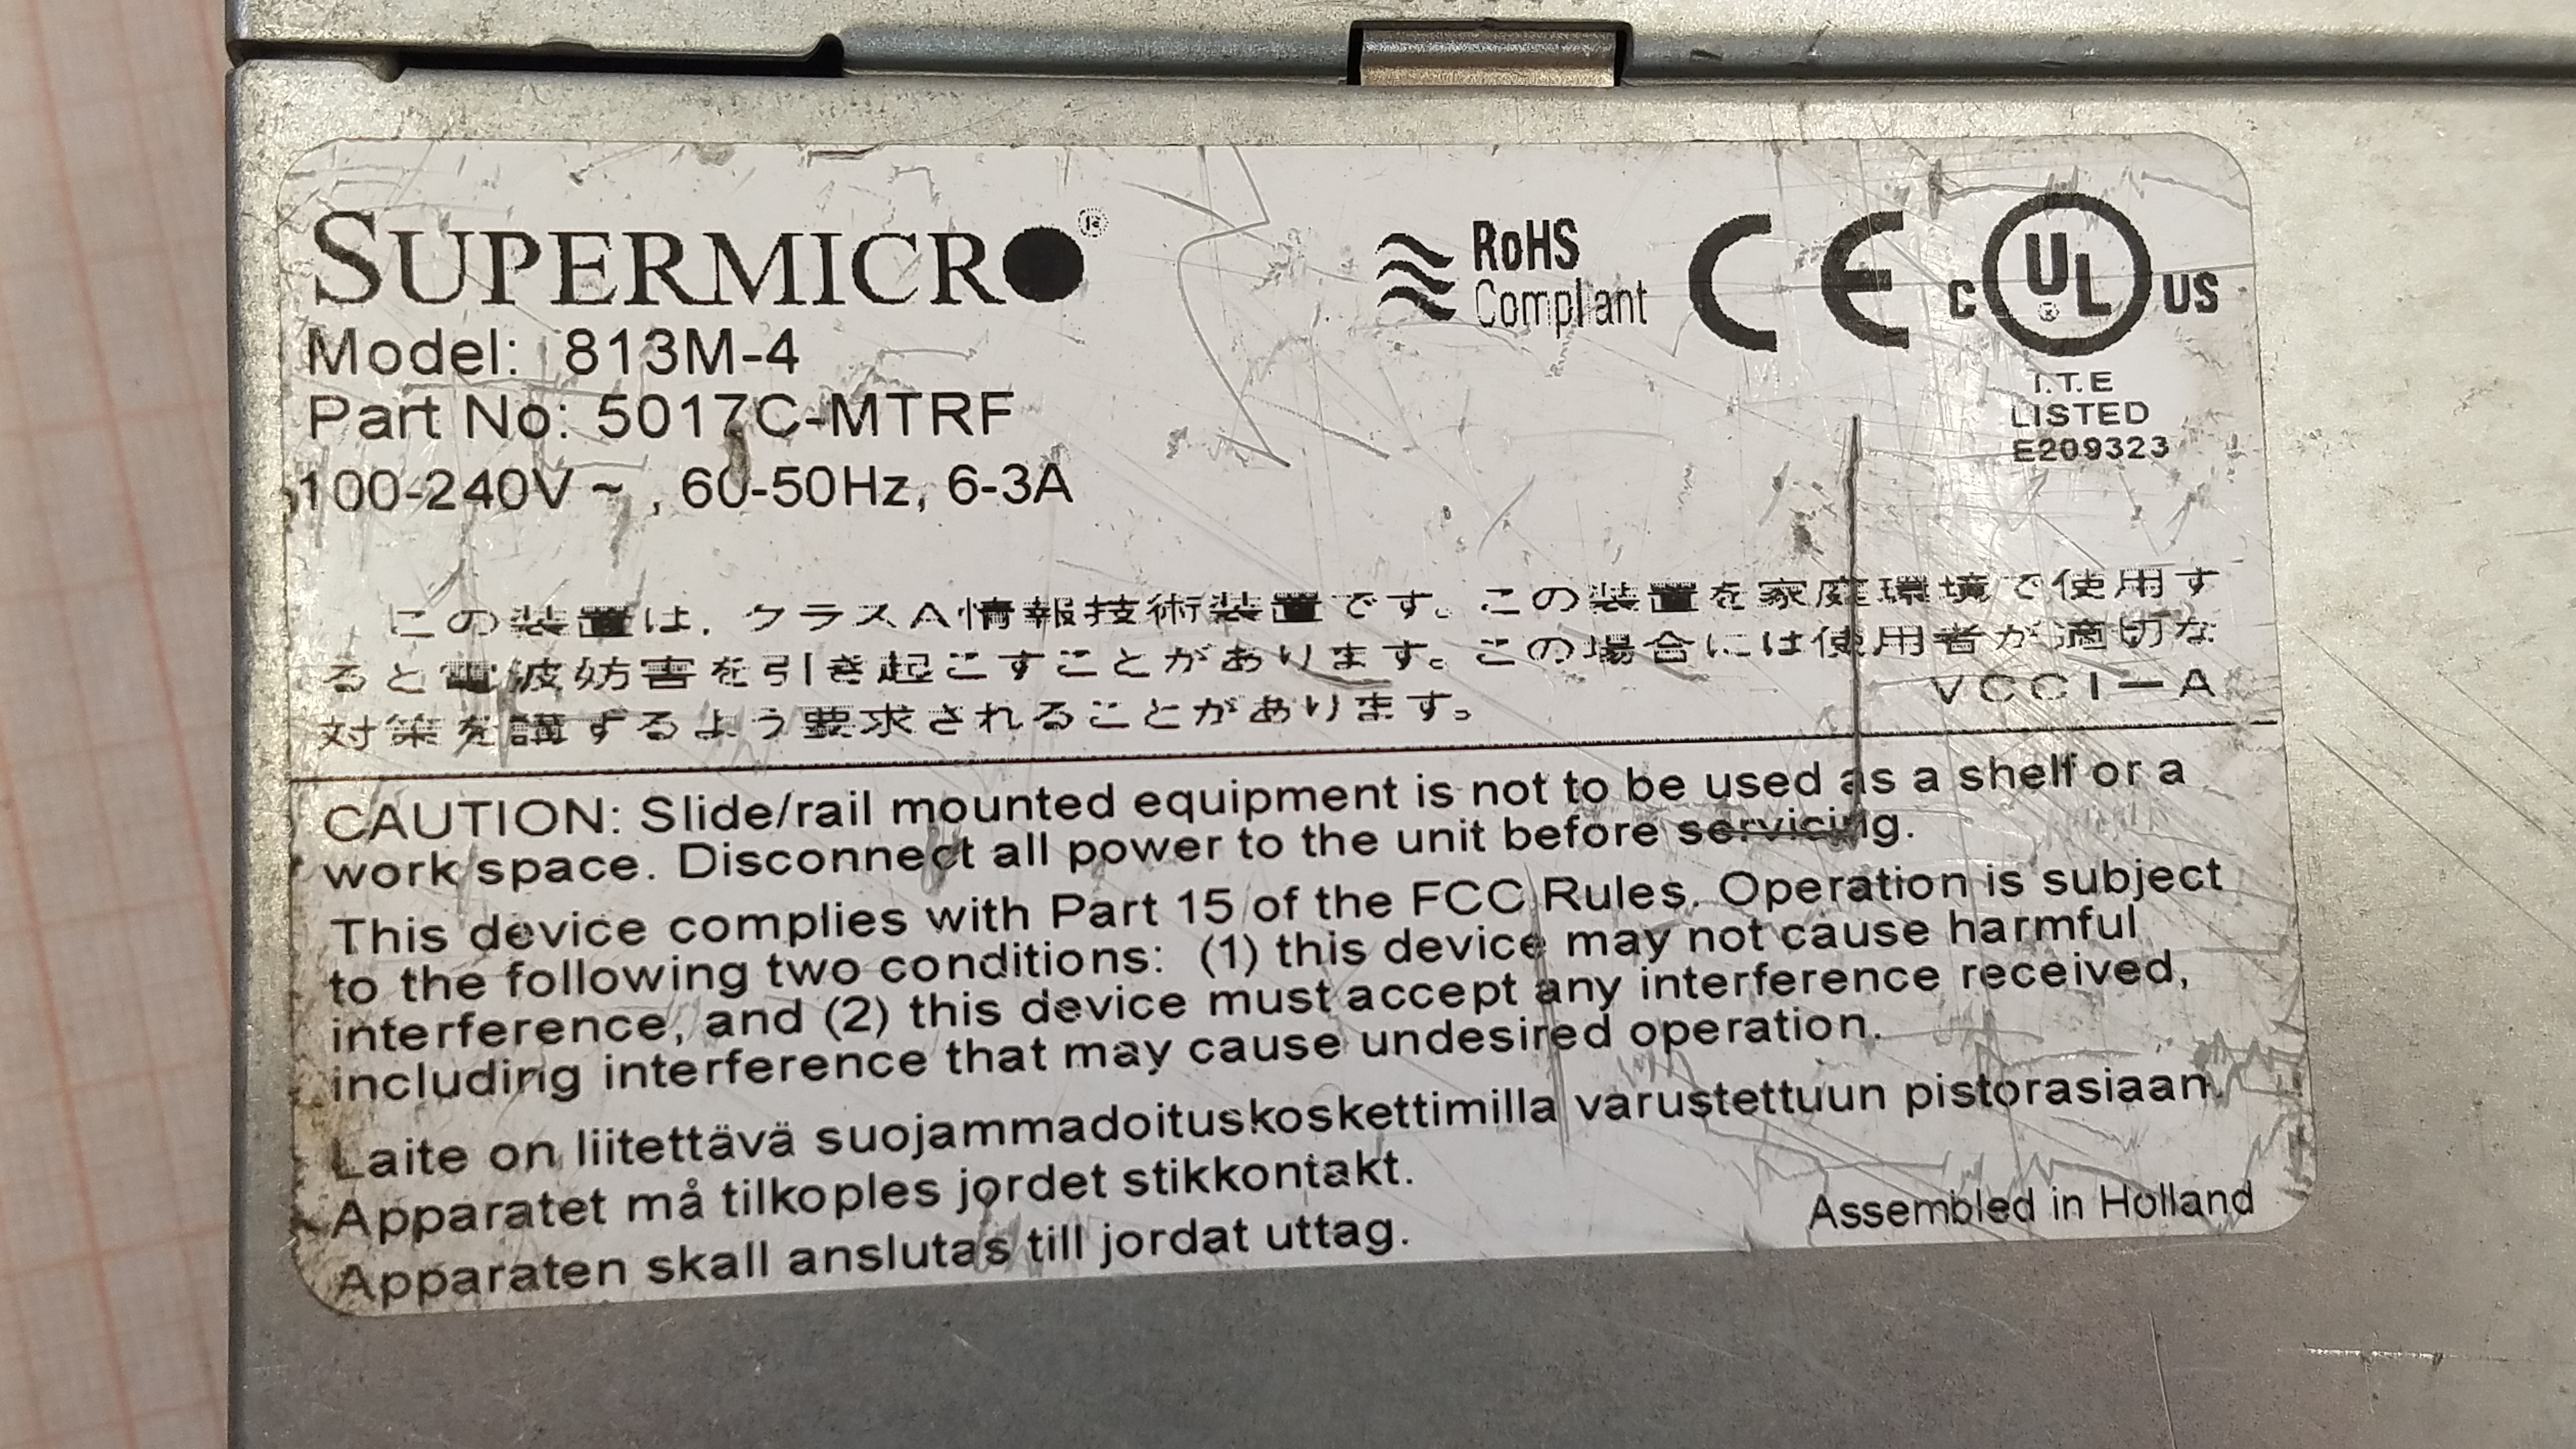 SUPERMICRO®
RoHS
Compliant
CE
C UL® US
I.T.E
LISTED
E209323
Model: 813M-4
Part No: 5017C-MTRF
100-240V ~ , 60-50Hz, 6-3A
この装置は、クラスA情報技術装置です。この装置を家庭環境で使用す
ると電波妨害を引き起こすことがあります。この場合には使用者が適切な
対策を講ずるよう要求されることがあります。
VCCI－A
CAUTION: Slide/rail mounted equipment is not to be used as a shelf or a
work space. Disconnect all power to the unit before servicing.
This device complies with Part 15 of the FCC Rules. Operation is subject
to the following two conditions: (1) this device may not cause harmful
interference, and (2) this device must accept any interference received,
including interference that may cause undesired operation.
Laite on liitettävä suojammadoituskoskettimilla varustettuun pistorasiaan.
Apparatet må tilkoples jordet stikkontakt.
Apparaten skall anslutas till jordat uttag.
Assembled in Holland